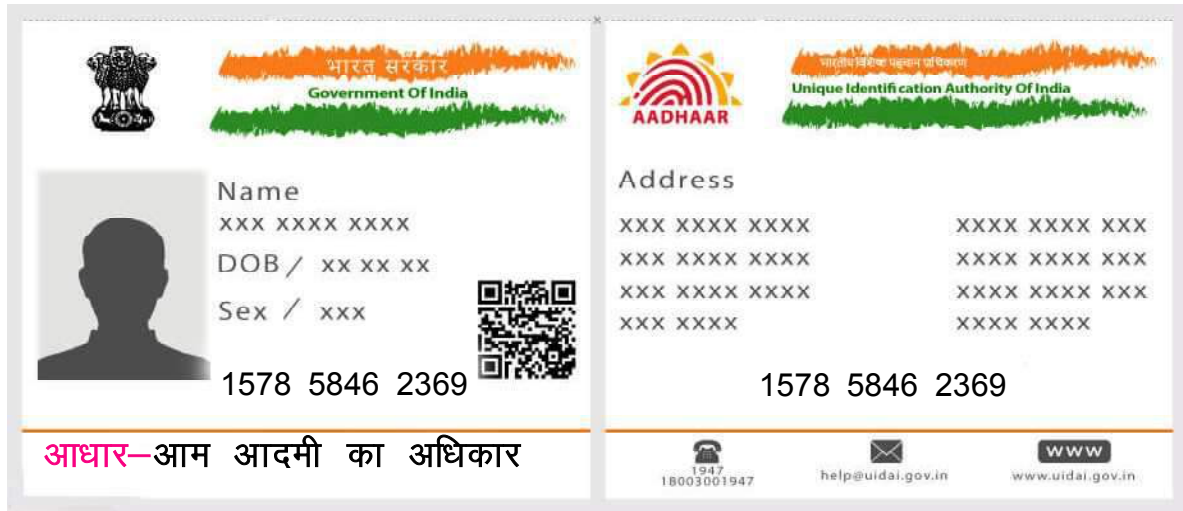 भारत सरकार
Government Of India
Name
xxx xxxx xxxx
DOB / xx xx xx
Sex / xxx
1578 5846 2369
आधार–आम आदमी का अधिकार
AADHAAR
भारतीय विशिष्ट पहचान प्राधिकरण
Unique Identification Authority Of India
Address
xxx xxxx xxxx xxxx xxxx xxx
xxx xxxx xxxx xxxx xxxx xxx
xxx xxxx xxxx xxxx xxxx xxx
xxx xxxx xxxx xxxx
1578 5846 2369
1947
18003001947
help@uidai.gov.in
www
www.uidai.gov.in